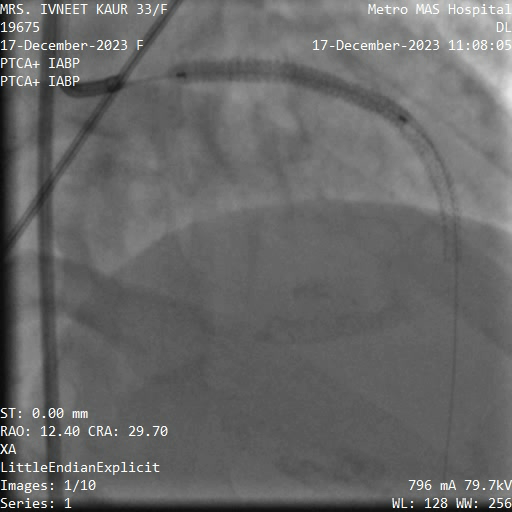 MRS. IVNEET KAUR 33/F
Metro MAS Hospital
19675
DL
17-December-2023 F
17-December-2023 11:08:05
PTCA+ IABP
PTCA+ IABP
ST: 0.00 mm
RAO: 12.40 CRA: 29.70
XA
LittleEndianExplicit
Images: 1/10
796 mA 79.7kV
Series: 1
WL: 128 WW: 256